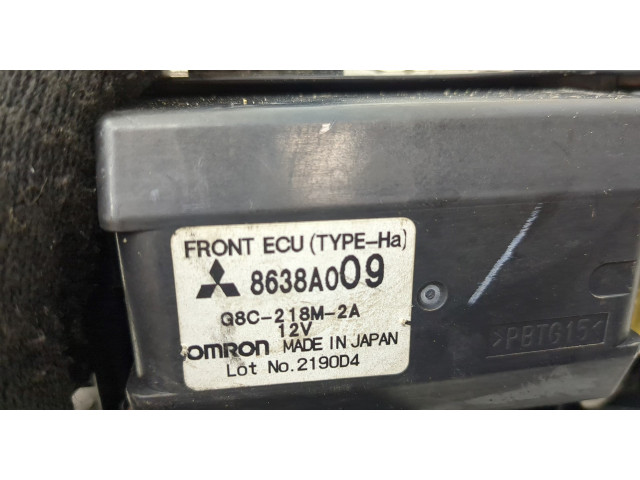 FRONT ECU (TYPE-Ha)
8638A009
G8C-218M-2A
12V
omron MADE IN JAPAN
Lot No.2190D4
>PBTG15<